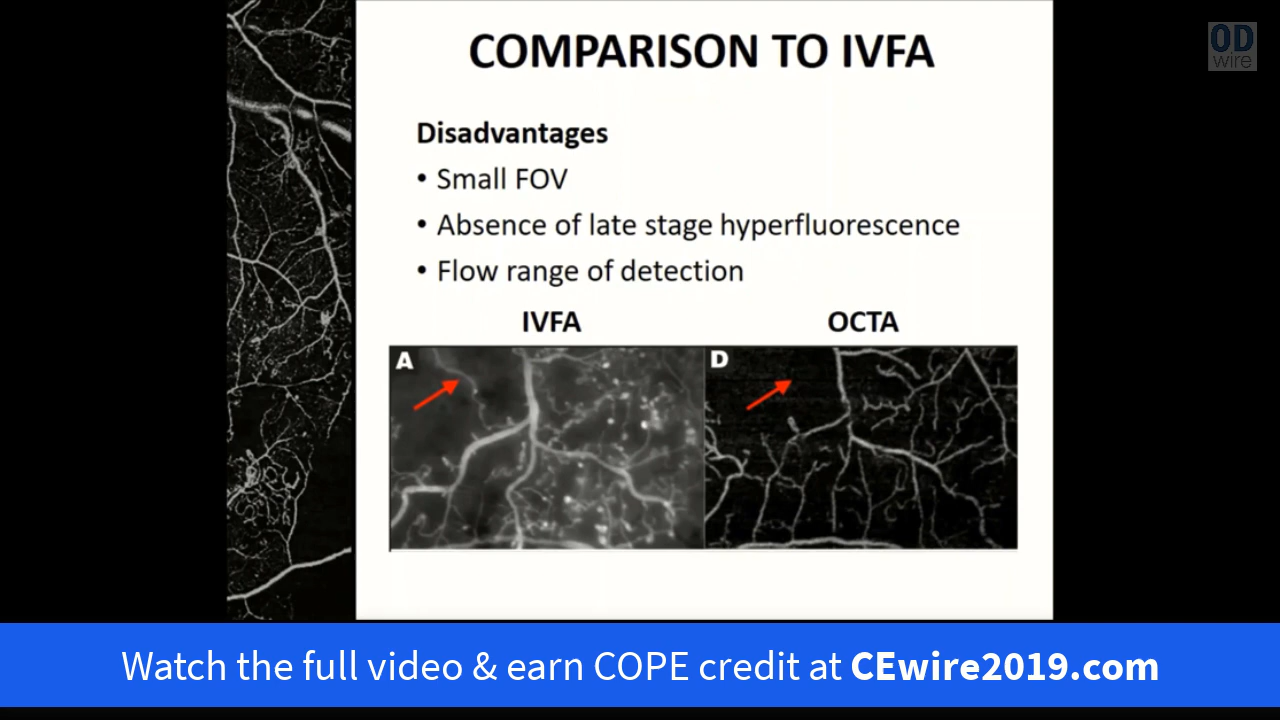 COMPARISON TO IVFA
OD
wire
Disadvantages
• Small FOV
• Absence of late stage hyperfluorescence
• Flow range of detection
IVFA
OCTA
A
D
Watch the full video & earn COPE credit at CEwire2019.com